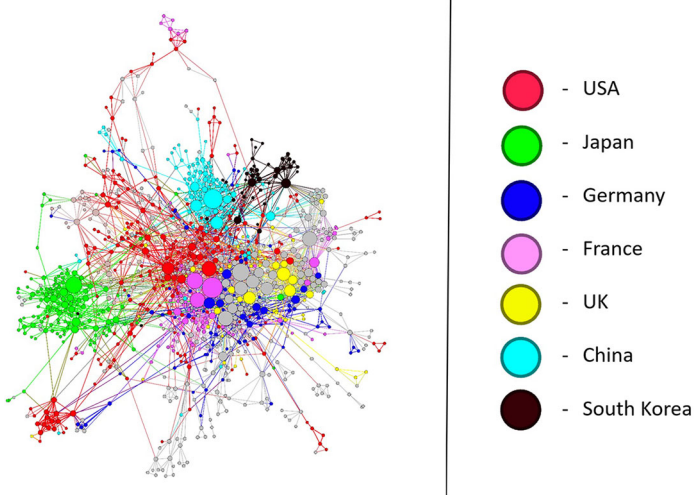 - USA
- Japan
- Germany
- France
- UK
- China
- South Korea